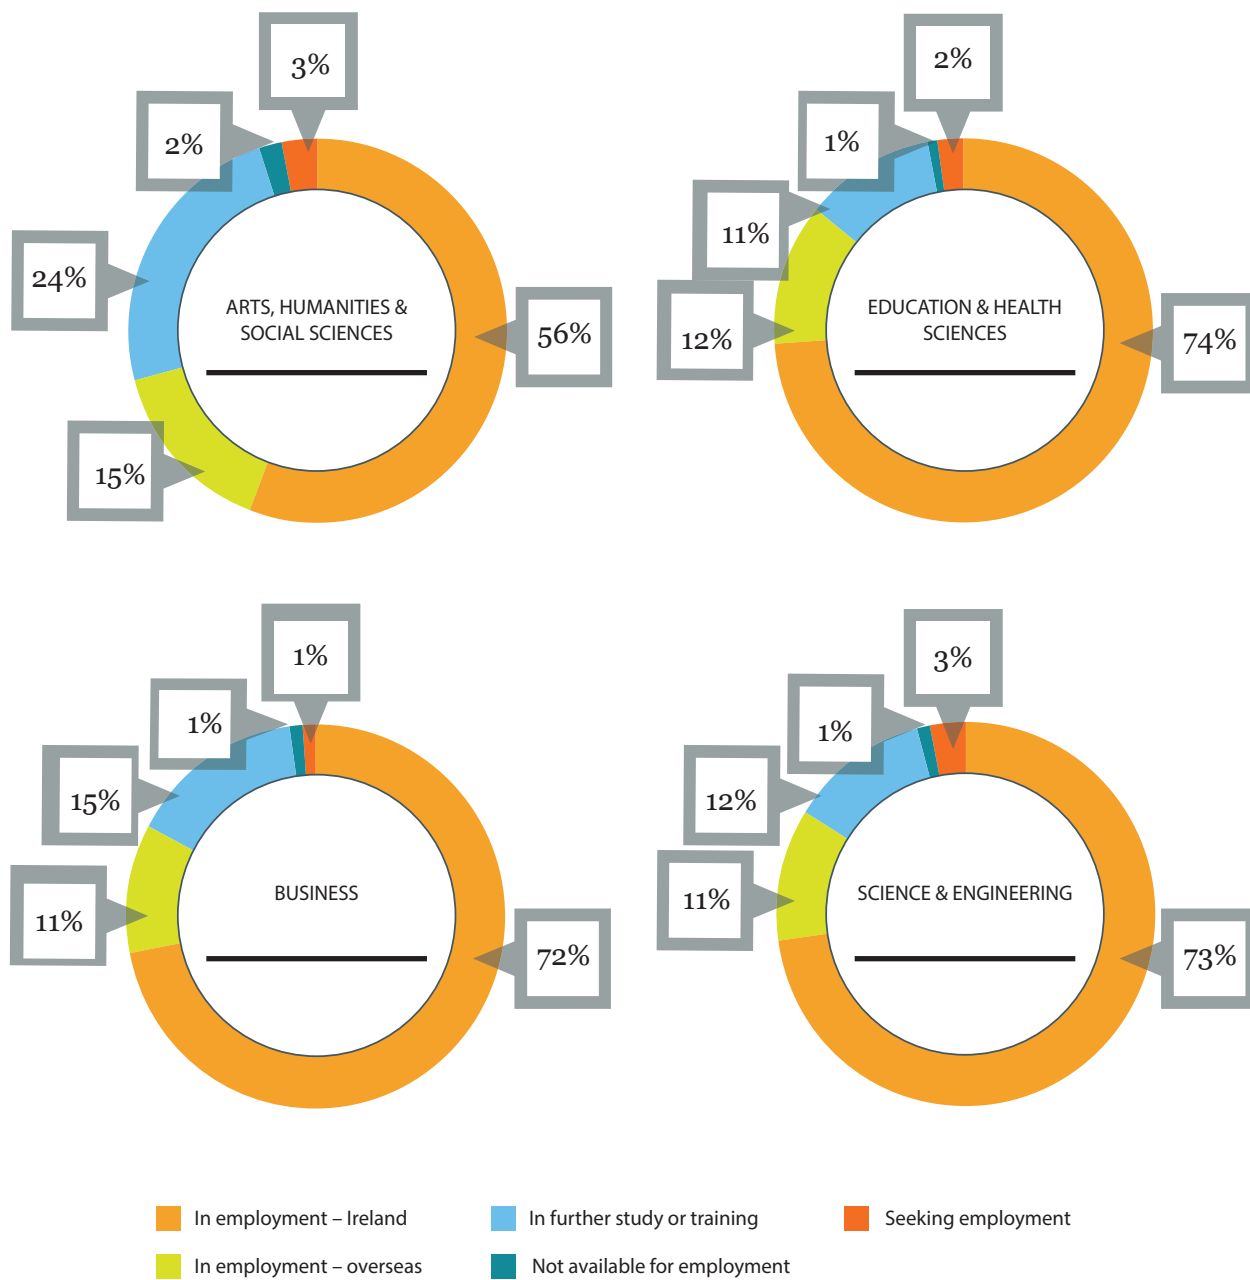 3%
2%
24%
ARTS, HUMANITIES &
SOCIAL SCIENCES
56%
15%
2%
1%
11%
12%
EDUCATION & HEALTH
SCIENCES
74%
1%
1%
15%
11%
BUSINESS
72%
3%
1%
12%
11%
SCIENCE & ENGINEERING
73%
In employment – Ireland
In further study or training
Seeking employment
In employment – overseas
Not available for employment